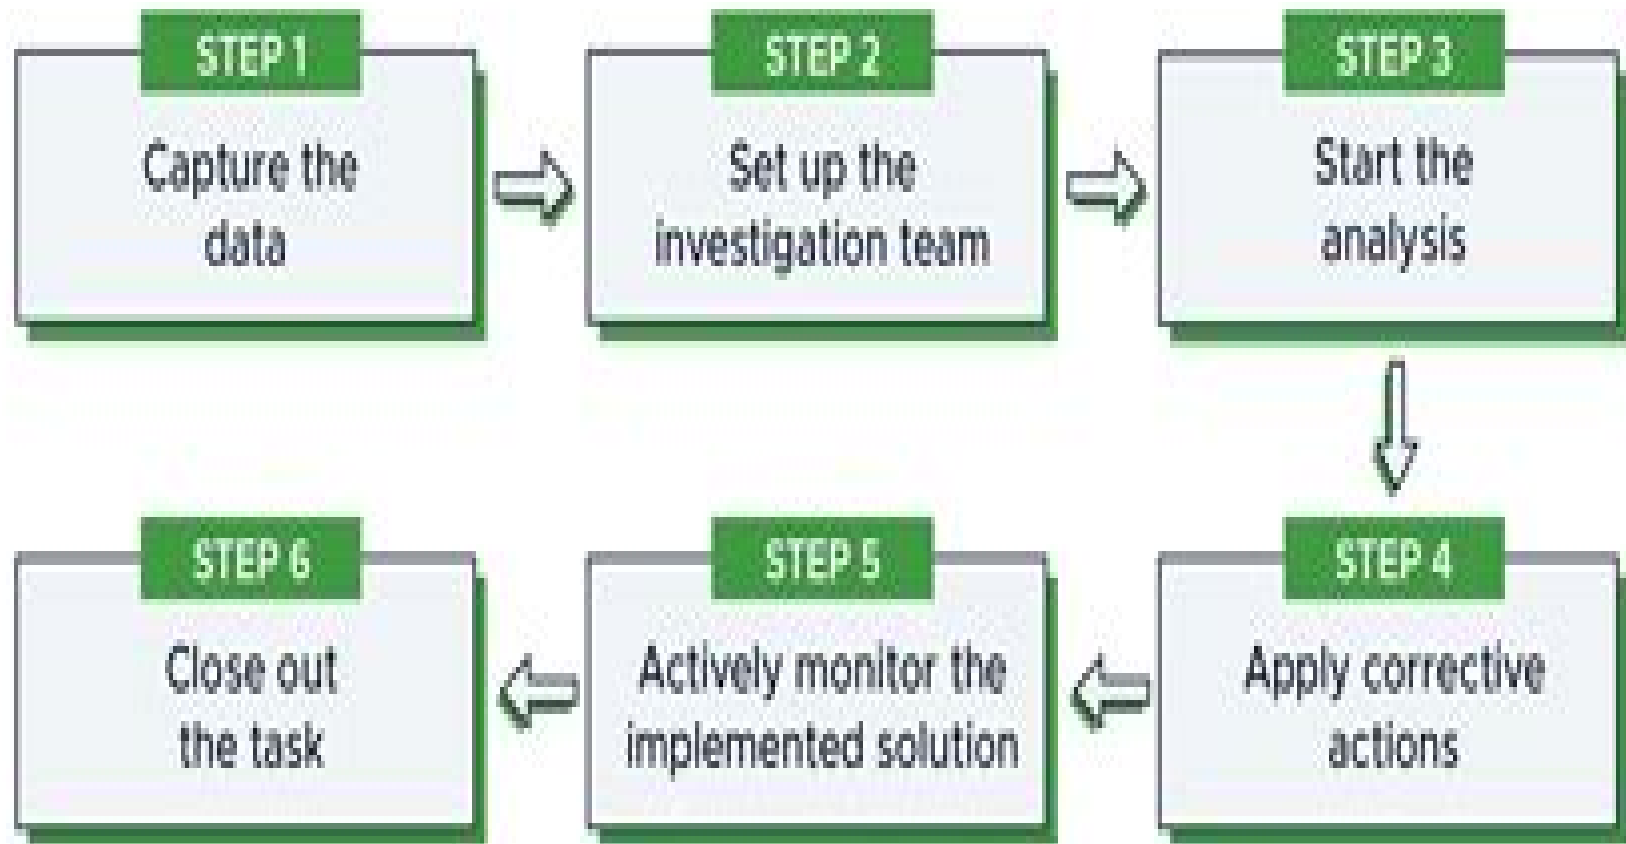 STEP 1
Capture the
data
STEP 2
Set up the
investigation team
STEP 3
Start the
analysis
STEP 4
Apply corrective
actions
STEP 5
Actively monitor the
implemented solution
STEP 6
Close out
the task